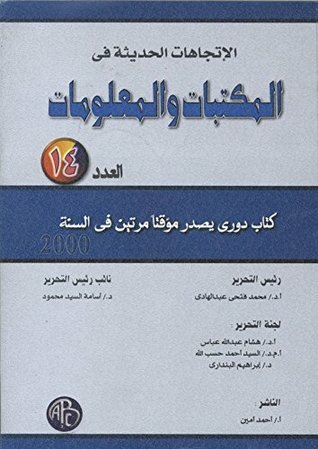 الإتجاهات الحديثة فى
المكتبات والمعلومات
العدد ١٤
كتاب دورى يصدر مؤقتا مرتين فى السنة
2000
رئيس التحرير
أ.د/ محمد فتحى عبدالهادى
نائب رئيس التحرير
د./ أسامة السيد محمود
لجنة التحرير :
أ.د/ هشام عبدالله عباس
أ.م.د/ السيد أحمد حسب الله
د/ إبراهيم البندارى
الناشر :
أ/ أحمد أمين